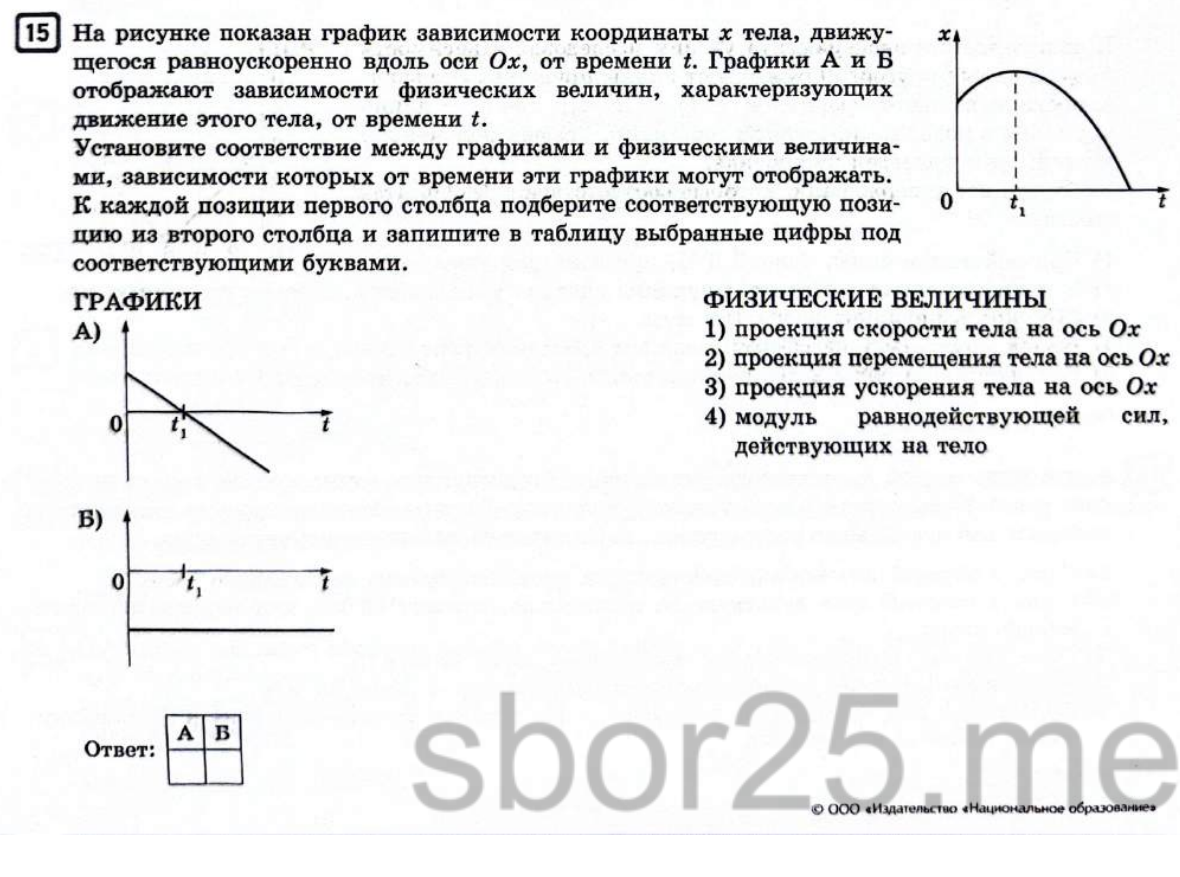 15 На рисунке показан график зависимости координаты x тела, движу-
щегося равноускоренно вдоль оси Ox, от времени t. Графики А и Б
отображают зависимости физических величин, характеризующих
движение этого тела, от времени t.
Установите соответствие между графиками и физическими величина-
ми, зависимости которых от времени эти графики могут отображать.
К каждой позиции первого столбца подберите соответствующую пози-
цию из второго столбца и запишите в таблицу выбранные цифры под
соответствующими буквами.
x
0 t₁ t
ГРАФИКИ
А)
0 t₁ t
Б)
0 t₁ t
ФИЗИЧЕСКИЕ ВЕЛИЧИНЫ
1) проекция скорости тела на ось Ox
2) проекция перемещения тела на ось Ox
3) проекция ускорения тела на ось Ox
4) модуль равнодействующей сил,
действующих на тело
Ответ:
А Б
sbor25.me
© ООО «Издательство «Национальное образование»